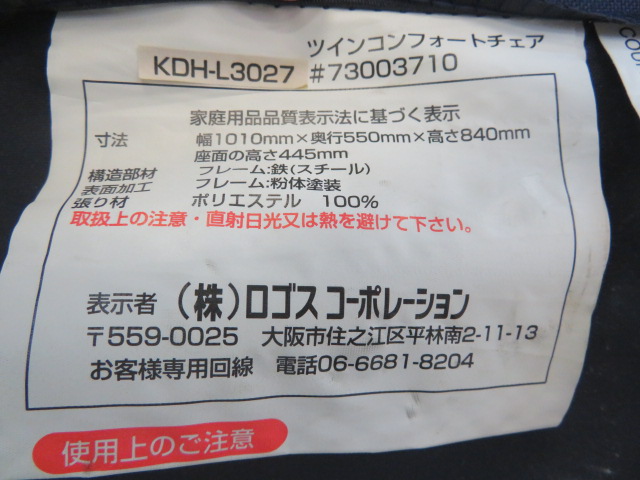 ツインコンフォートチェア
KDH-L3027 #73003710
家庭用品品質表示法に基づく表示
寸法 幅1010mm×奥行550mm×高さ840mm
座面の高さ445mm
構造部材 フレーム:鉄(スチール)
表面加工 フレーム:粉体塗装
張り材 ポリエステル 100%
取扱上の注意・直射日光又は熱を避けて下さい。
表示者 (株)ロゴス コーポレーション
〒559-0025 大阪市住之江区平林南2-11-13
お客様専用回線 電話06-6681-8204
使用上のご注意